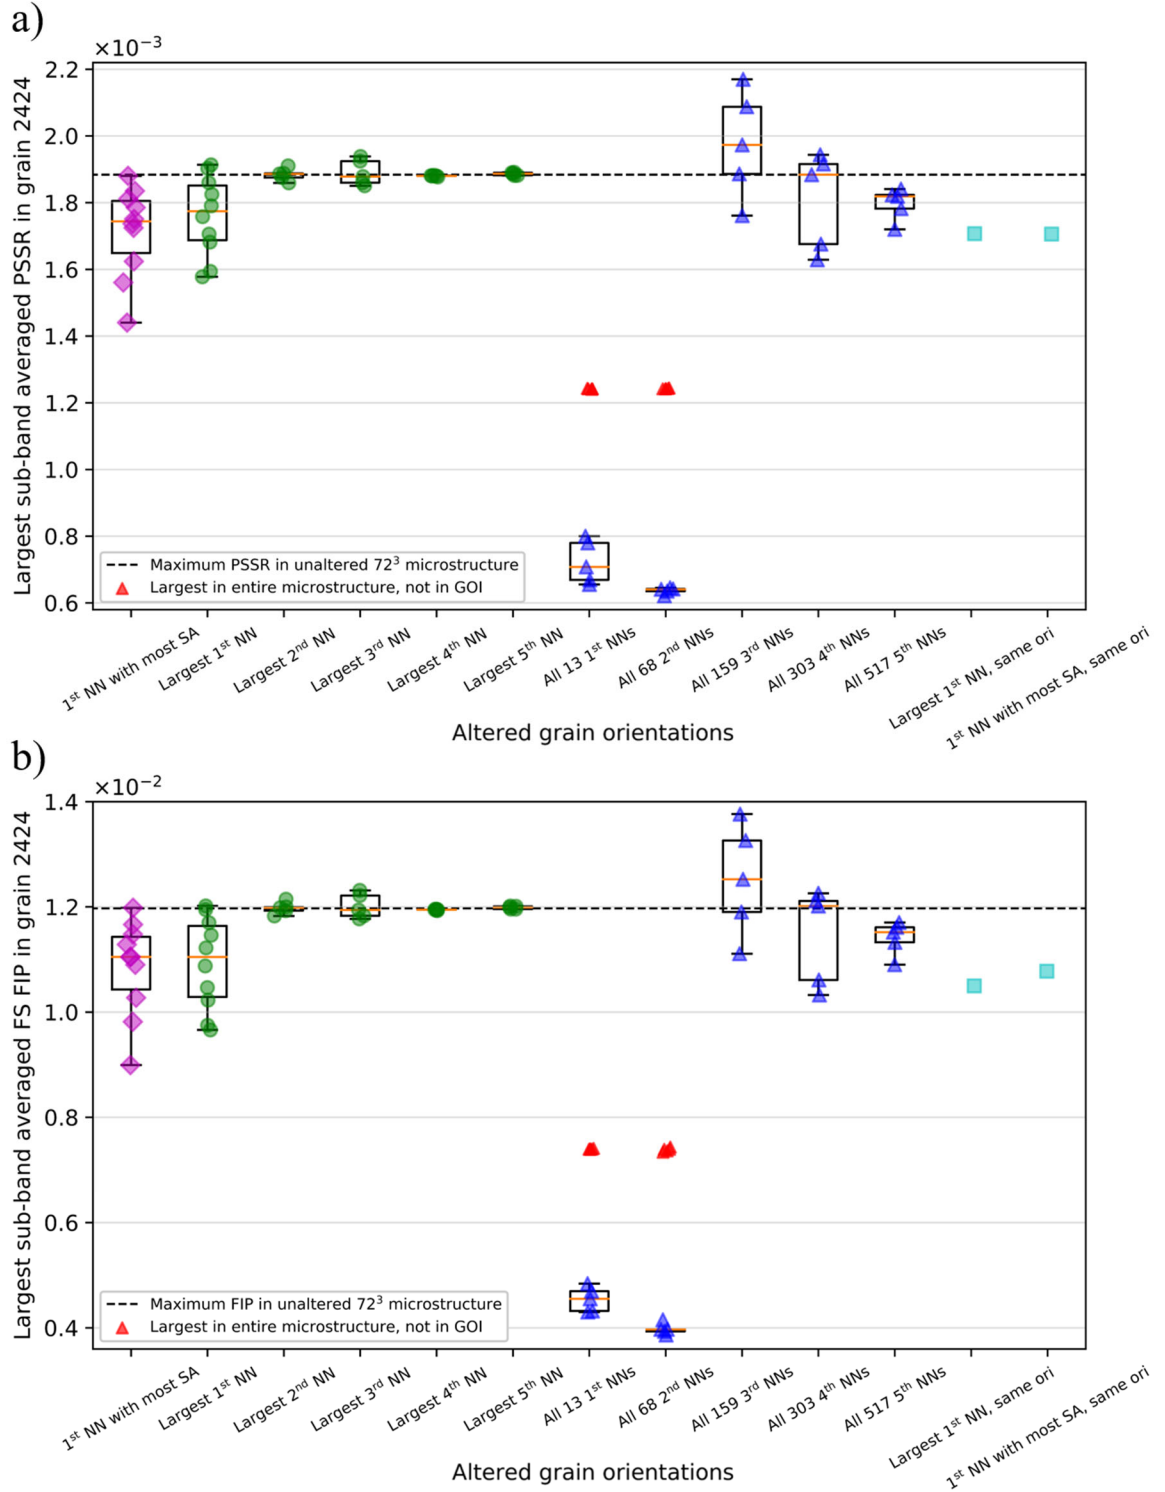 a)
×10⁻³
Largest sub-band averaged PSSR in grain 2424
2.2
2.0
1.8
1.6
1.4
1.2
1.0
0.8
0.6
Maximum PSSR in unaltered 72³ microstructure
Largest in entire microstructure, not in GOI
1ˢᵗ NN with most SA
Largest 1ˢᵗ NN
Largest 2ⁿᵈ NN
Largest 3ʳᵈ NN
Largest 4ᵗʰ NN
Largest 5ᵗʰ NN
All 13 1ˢᵗ NNs
All 68 2ⁿᵈ NNs
All 159 3ʳᵈ NNs
All 303 4ᵗʰ NNs
All 517 5ᵗʰ NNs
Largest 1ˢᵗ NN, same ori
1ˢᵗ NN with most SA, same ori
Altered grain orientations
b)
×10⁻²
Largest sub-band averaged FS FIP in grain 2424
1.4
1.2
1.0
0.8
0.6
0.4
Maximum FIP in unaltered 72³ microstructure
Largest in entire microstructure, not in GOI
1ˢᵗ NN with most SA
Largest 1ˢᵗ NN
Largest 2ⁿᵈ NN
Largest 3ʳᵈ NN
Largest 4ᵗʰ NN
Largest 5ᵗʰ NN
All 13 1ˢᵗ NNs
All 68 2ⁿᵈ NNs
All 159 3ʳᵈ NNs
All 303 4ᵗʰ NNs
All 517 5ᵗʰ NNs
Largest 1ˢᵗ NN, same ori
1ˢᵗ NN with most SA, same ori
Altered grain orientations